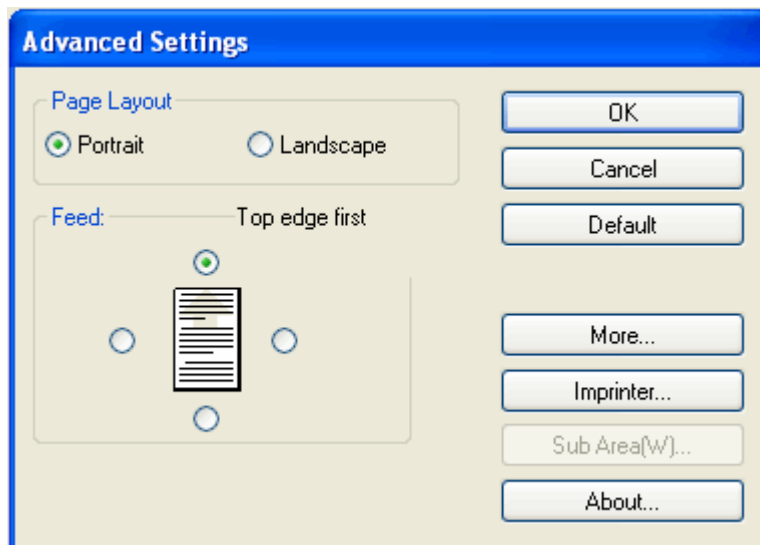 Advanced Settings
Page Layout
Portrait Landscape
Feed: Top edge first
OK
Cancel
Default
More...
Imprinter...
Sub Area(W)...
About...